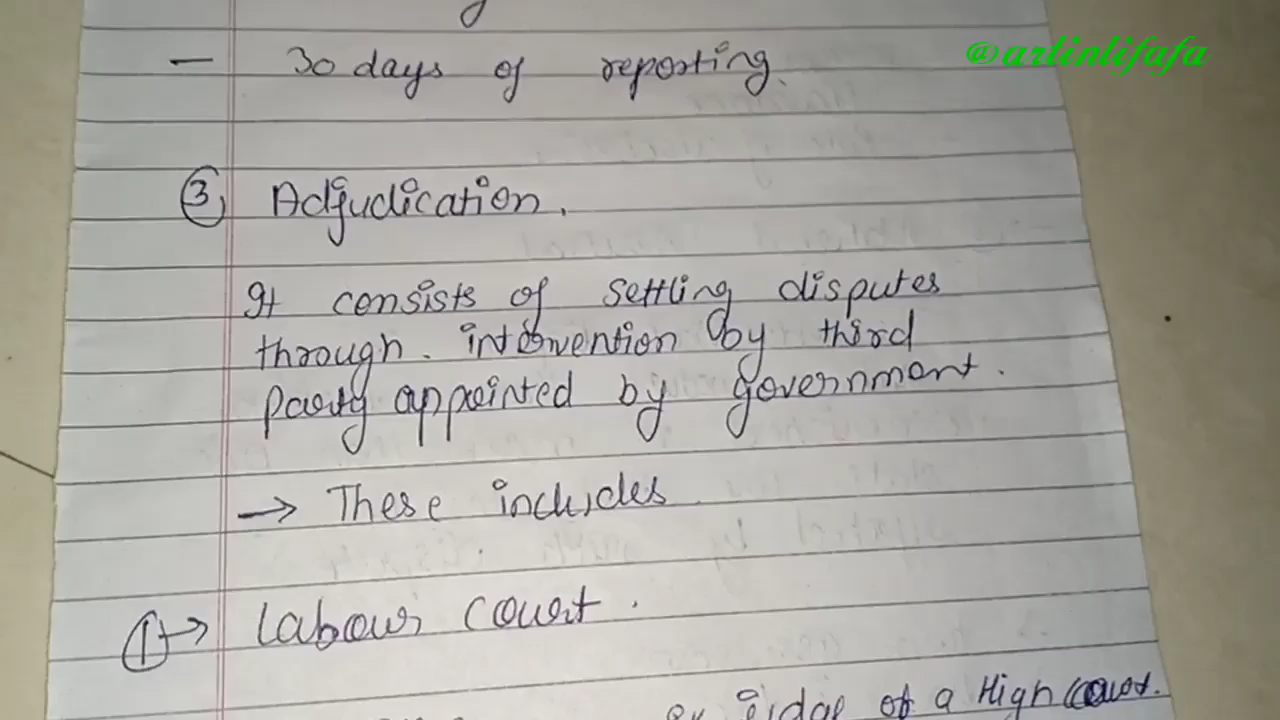 — 30 days of reporting.
@arlinlifafa
③ Adjudication.
It consists of settling disputes
through. intervention by third
party appointed by government.
→ These includes
① → Labour Court.
of a High Court.